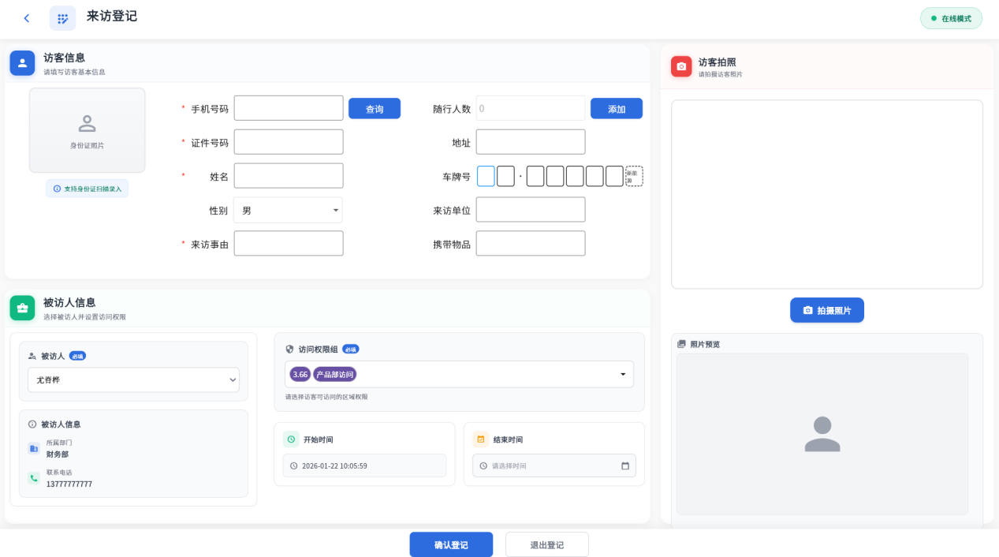 来访登记
在线模式
访客信息
请填写访客基本信息
身份证照片
支持身份证扫描录入
* 手机号码
查询
* 证件号码
* 姓名
性别
男
* 来访事由
随行人数
0
添加
地址
车牌号
·
新能源
来访单位
携带物品
被访人信息
选择被访人并设置访问权限
被访人 必填
尤脊桦
被访人信息
所属部门
财务部
联系电话
13777777777
访问权限组 必填
3.66 产品部访问
请选择访客可访问的区域权限
开始时间
2026-01-22 10:05:59
结束时间
请选择时间
访客拍照
请拍摄访客照片
拍摄照片
照片预览
确认登记
退出登记